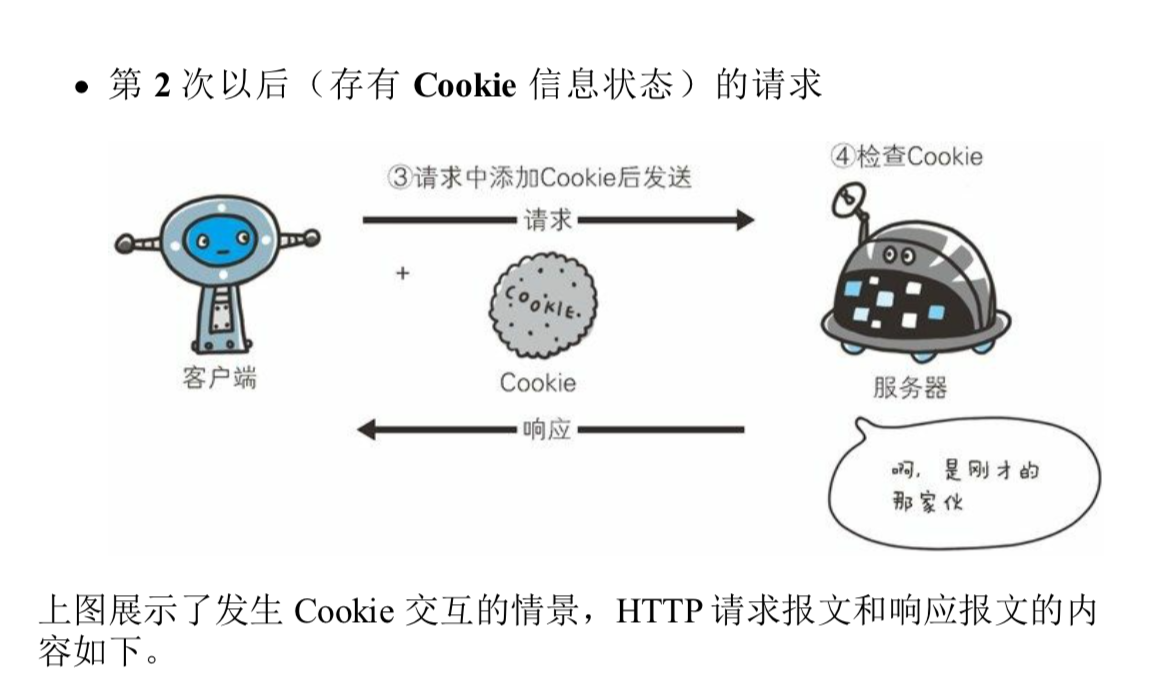 • 第 2 次以后（存有 Cookie 信息状态）的请求
④检查Cookie
③请求中添加Cookie后发送
请求
+
COOKIE.
客户端
Cookie
服务器
响应
啊，是刚才的
那家伙
上图展示了发生 Cookie 交互的情景，HTTP 请求报文和响应报文的内
容如下。